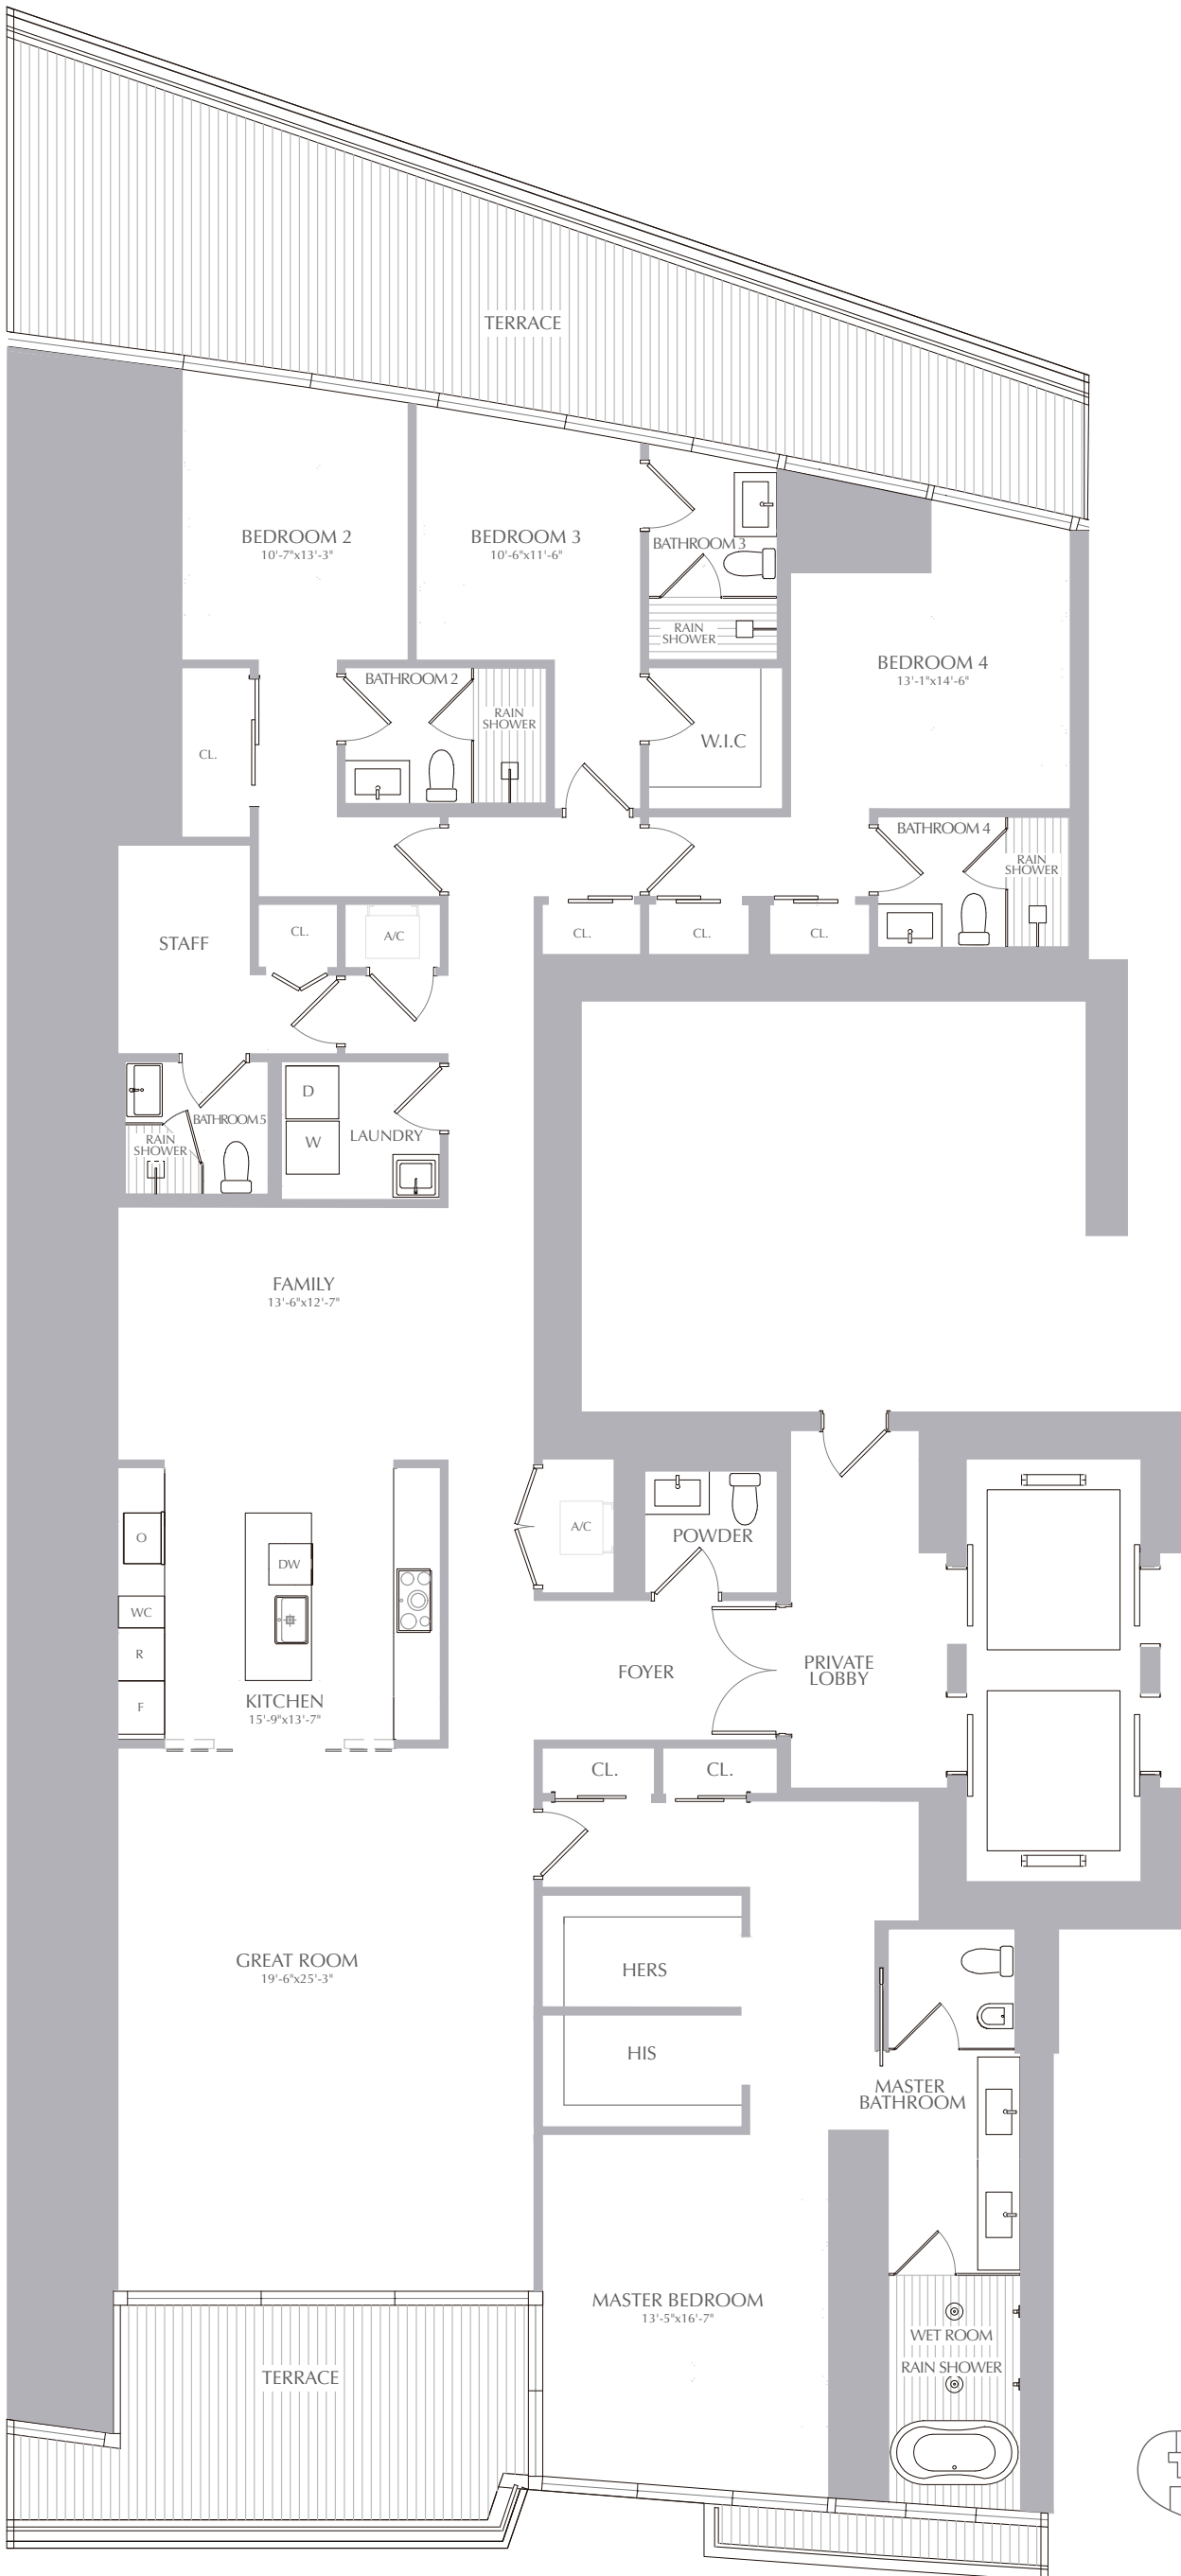 TERRACE
BEDROOM 2
10'-7"x13'-3"
BEDROOM 3
10'-6"x11'-6"
BATHROOM 3
RAIN
SHOWER
BEDROOM 4
13'-1"x14'-6"
BATHROOM 2
RAIN
SHOWER
CL.
W.I.C
BATHROOM 4
RAIN
SHOWER
STAFF
CL.
A/C
CL.
CL.
CL.
D
W
LAUNDRY
BATHROOM 5
RAIN
SHOWER
FAMILY
13'-6"x12'-7"
O
WC
R
F
DW
KITCHEN
15'-9"x13'-7"
A/C
POWDER
FOYER
PRIVATE
LOBBY
CL.
CL.
GREAT ROOM
19'-6"x25'-3"
HERS
HIS
MASTER
BATHROOM
MASTER BEDROOM
13'-5"x16'-7"
WET ROOM
RAIN SHOWER
TERRACE